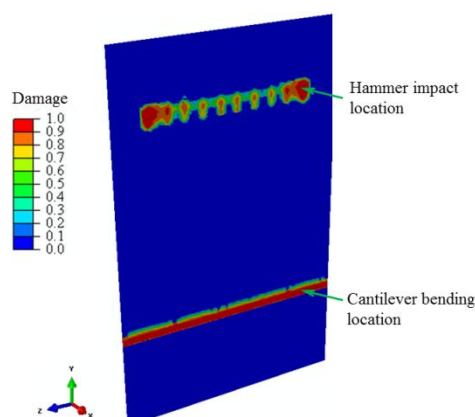 Hammer impact
location
Damage
1.0
0.9
0.8
0.7
0.6
0.5
0.4
0.3
0.2
0.1
0.0
Cantilever bending
location
Y
Z
X